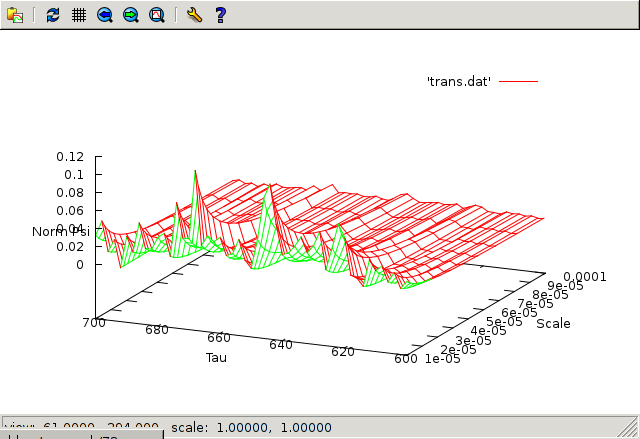 ?
'trans.dat'
0.12
0.1
0.08
0.06
0.04
Norm Psi
0.02
0
700
680
660
640
620
600
Tau
0.0001
9e-05
8e-05
7e-05
6e-05
5e-05
4e-05
3e-05
2e-05
1e-05
Scale
scale: 1.00000, 1.00000